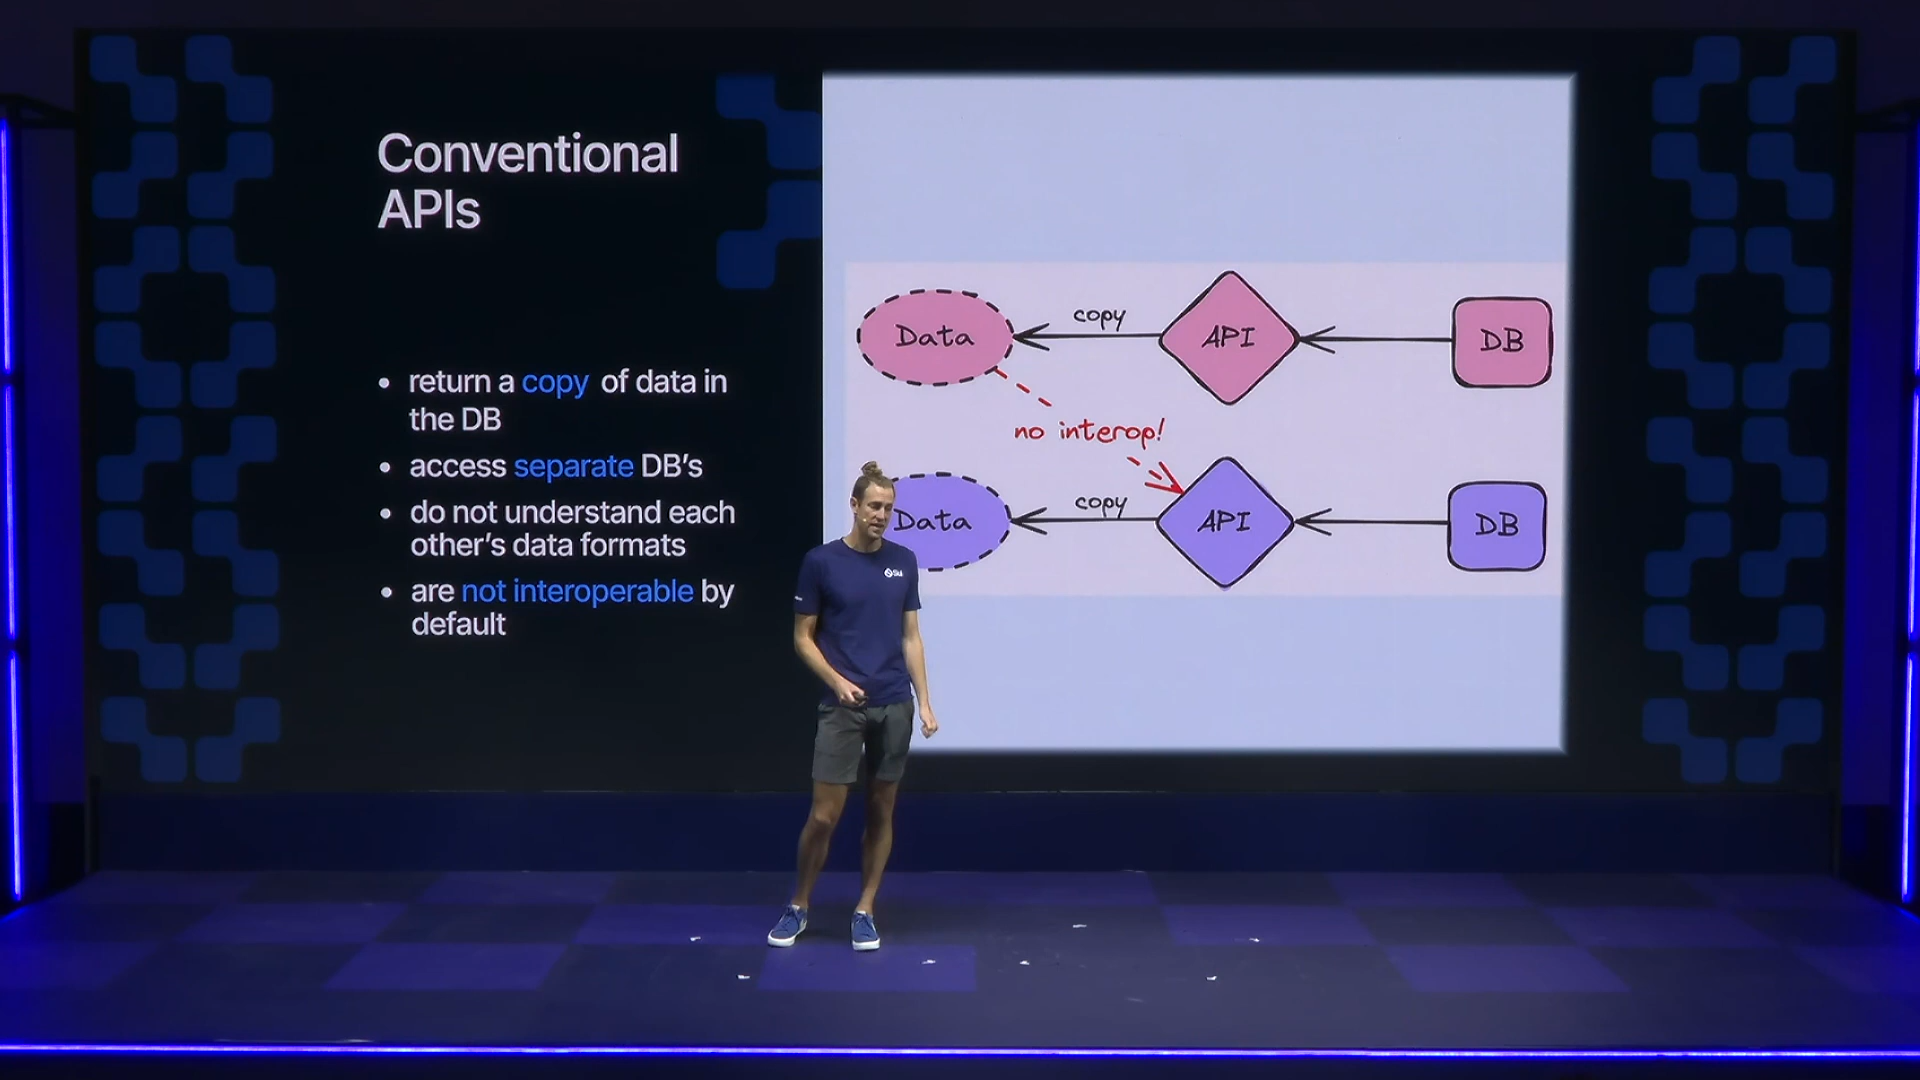 Conventional
APIs
• return a copy of data in
the DB
• access separate DB's
• do not understand each
other's data formats
• are not interoperable by
default
Data
copy
API
DB
no interop!
Data
copy
API
DB
Sui